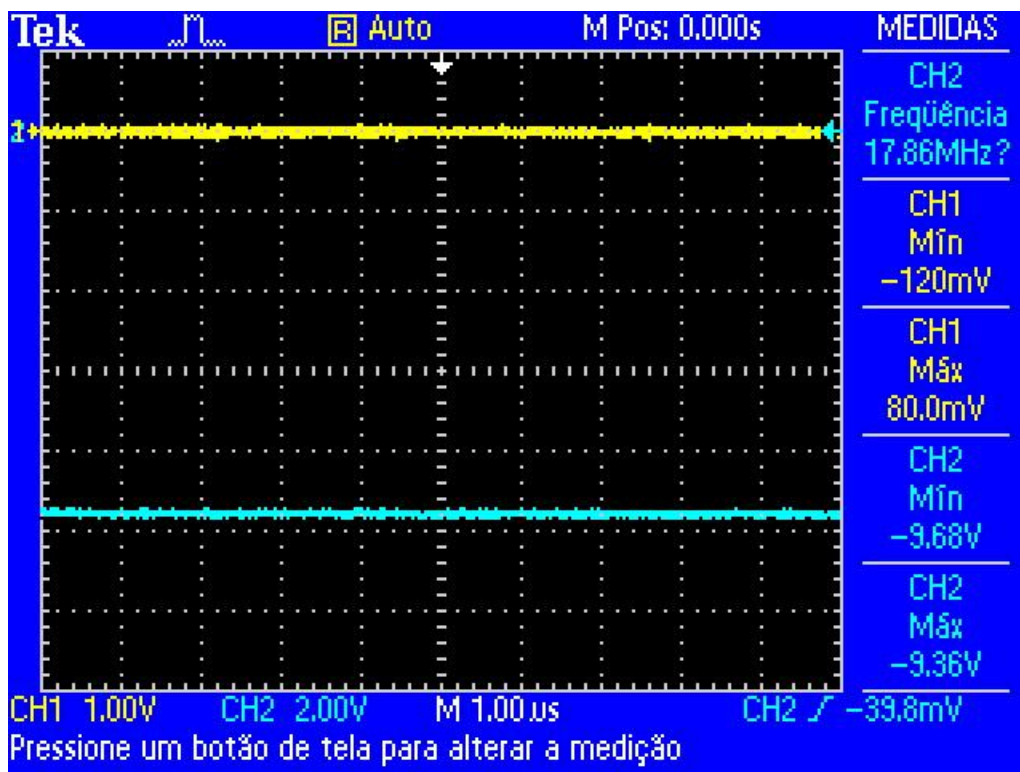 Tek R Auto M Pos: 0.000s MEDIDAS
CH2
Freqüência
17.86MHz?
CH1
Mín
-120mV
CH1
Máx
80.0mV
CH2
Mín
-9.68V
CH2
Máx
-9.36V
CH1 1.00V CH2 2.00V M 1.00µs CH2 -39.8mV
Pressione um botão de tela para alterar a medição